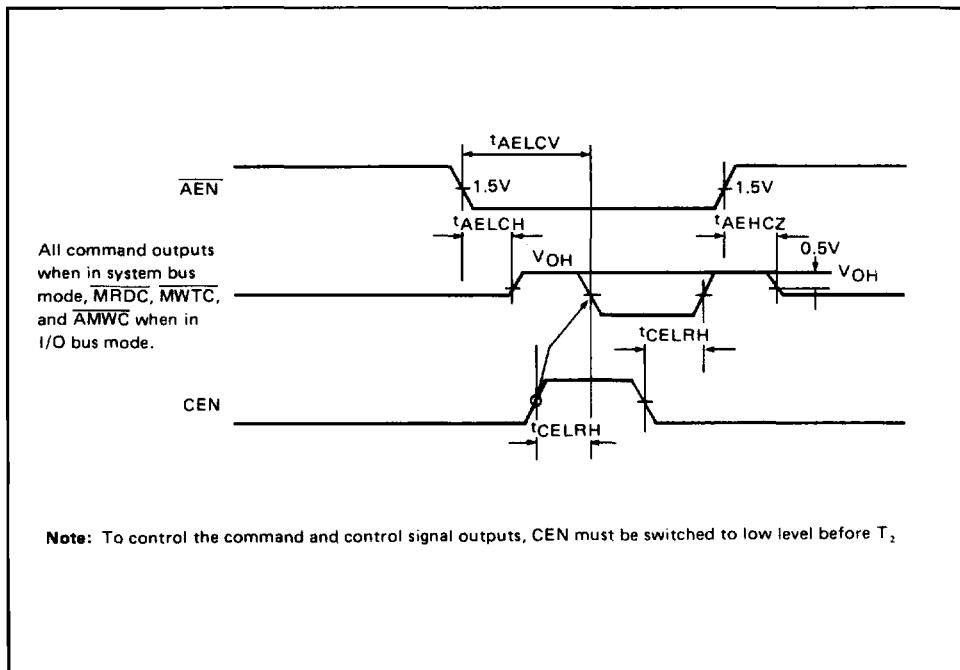 tAELCV
AEN
1.5V
1.5V
tAELCH
tAEHCZ
0.5V
VOH
VOH
All command outputs
when in system bus
mode, MRDC, MWTC,
and AMWC when in
I/O bus mode.
tCELRH
CEN
tCELRH
Note: To control the command and control signal outputs, CEN must be switched to low level before T₂